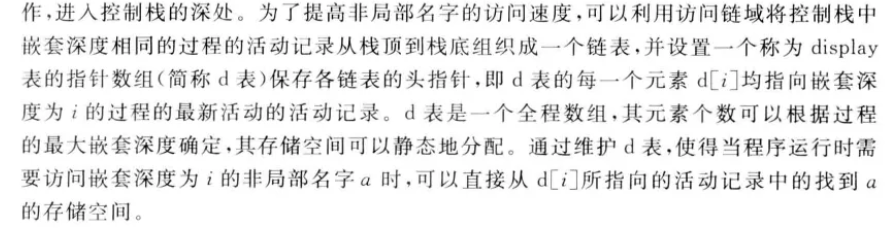 作,进入控制栈的深处。为了提高非局部名字的访问速度,可以利用访问链域将控制栈中
嵌套深度相同的过程的活动记录从栈顶到栈底组织成一个链表,并设置一个称为 display
表的指针数组(简称 d 表)保存各链表的头指针,即 d 表的每一个元素 d[i]均指向嵌套深
度为 i 的过程的最新活动的活动记录。d 表是一个全程数组,其元素个数可以根据过程
的最大嵌套深度确定,其存储空间可以静态地分配。通过维护 d 表,使得当程序运行时需
要访问嵌套深度为 i 的非局部名字 a 时,可以直接从 d[i]所指向的活动记录中的找到 a
的存储空间。